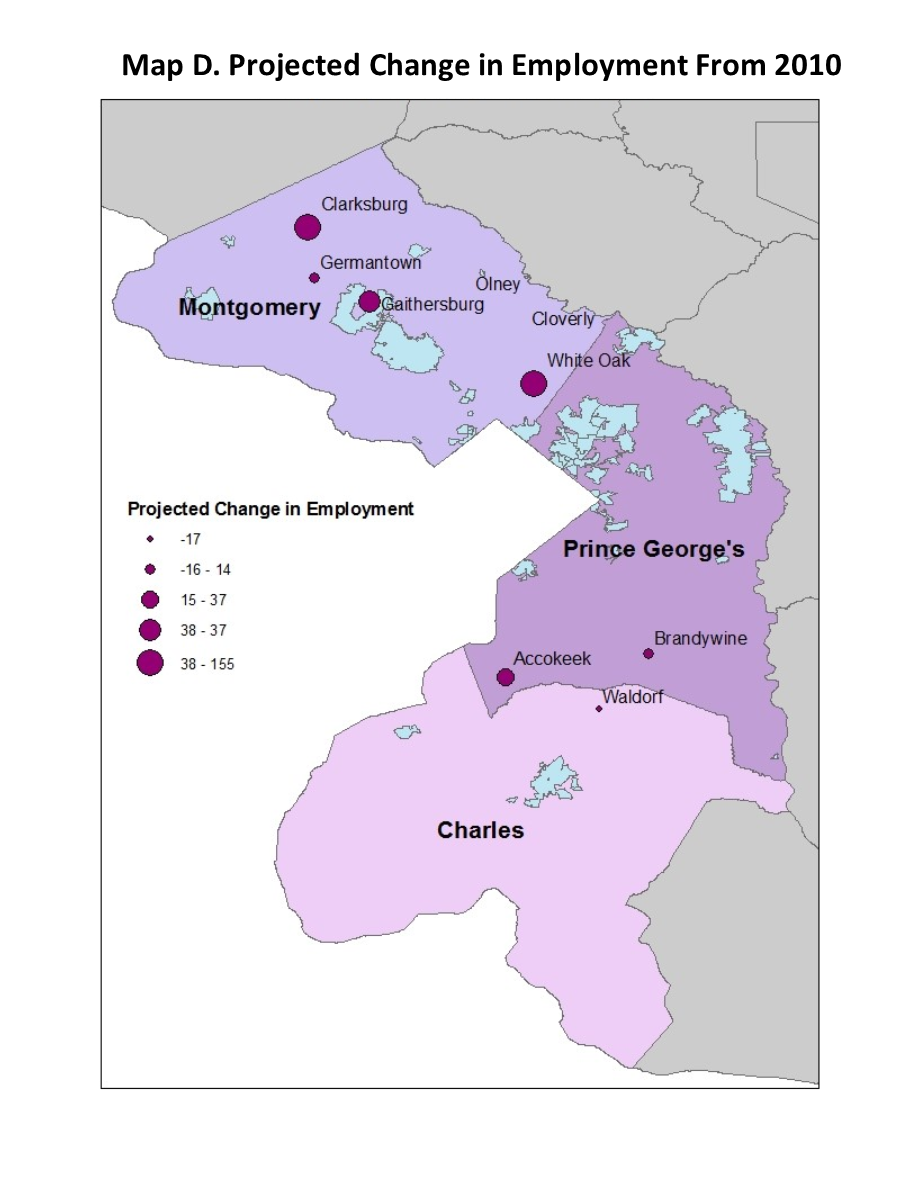 Map D. Projected Change in Employment From 2010
Clarksburg
Germantown
Olney
Montgomery
Gaithersburg
Cloverly
White Oak
Projected Change in Employment
-17
-16 - 14
15 - 37
38 - 37
38 - 155
Prince George's
Brandywine
Accokeek
Waldorf
Charles